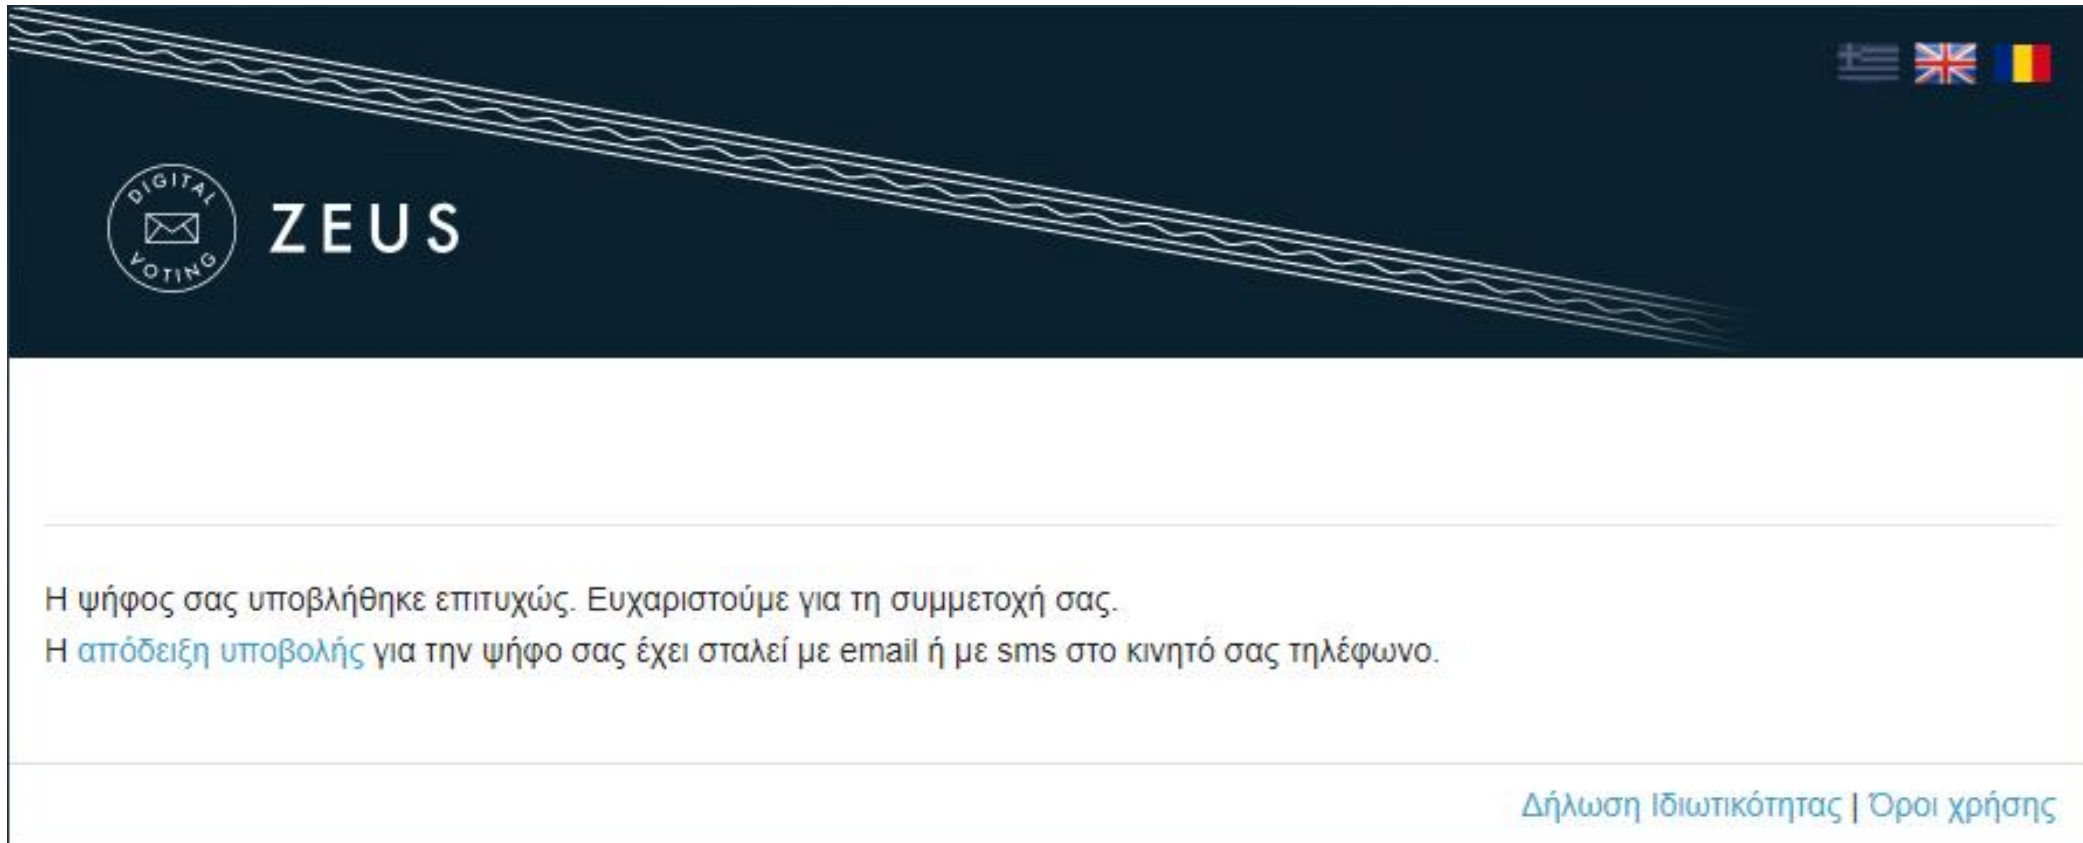 DIGITAL VOTING
ZEUS
Η ψήφος σας υποβλήθηκε επιτυχώς. Ευχαριστούμε για τη συμμετοχή σας.
Η απόδειξη υποβολής για την ψήφο σας έχει σταλεί με email ή με sms στο κινητό σας τηλέφωνο.
Δήλωση Ιδιωτικότητας | Όροι χρήσης